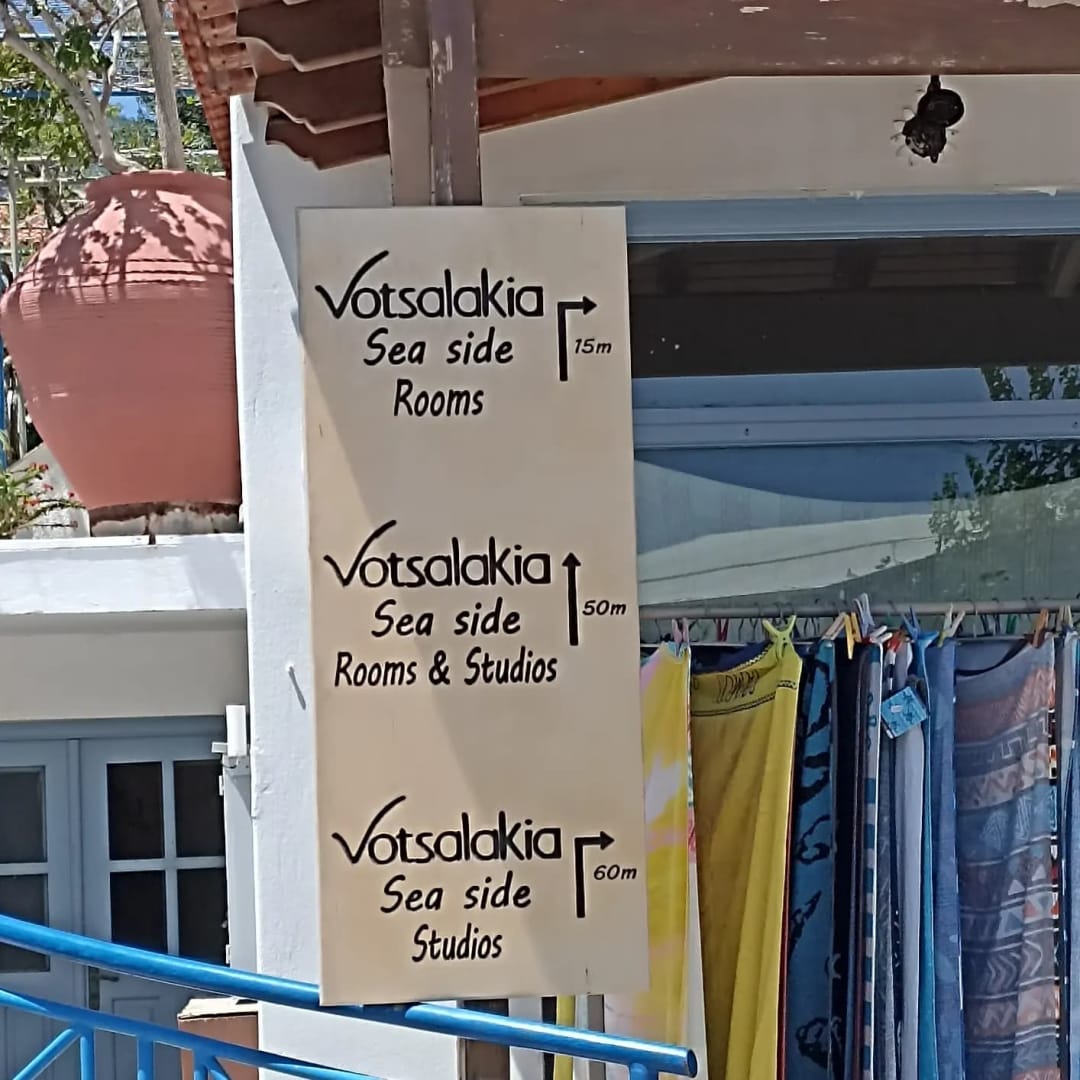 Votsalakia
Sea side
15m
Rooms
Votsalakia
Sea side
50m
Rooms & Studios
Votsalakia
Sea side
60m
Studios